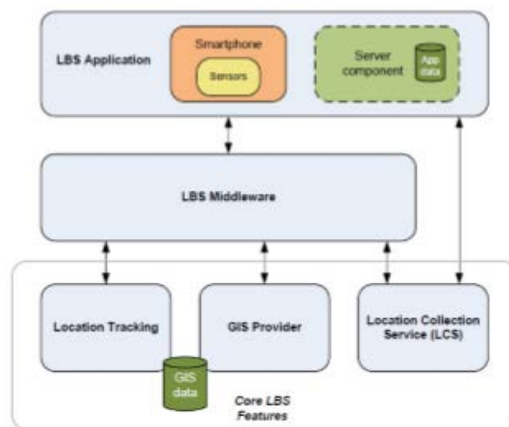 LBS Application
Smartphone
Sensors
Server
component
App
data
LBS Middleware
Location Tracking
GIS Provider
Location Collection
Service (LCS)
GIS
data
Core LBS
Features